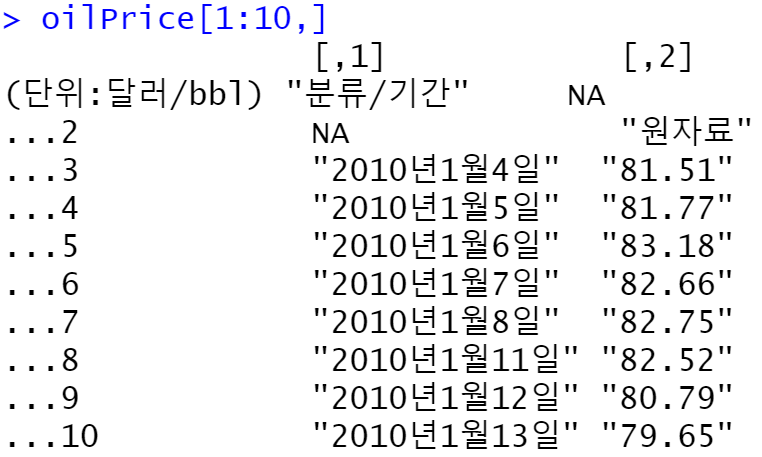 > oilPrice[1:10,]
[,1] [,2]
(단위:달러/bbl) "분류/기간" NA
...2 NA "원자료"
...3 "2010년1월4일" "81.51"
...4 "2010년1월5일" "81.77"
...5 "2010년1월6일" "83.18"
...6 "2010년1월7일" "82.66"
...7 "2010년1월8일" "82.75"
...8 "2010년1월11일" "82.52"
...9 "2010년1월12일" "80.79"
...10 "2010년1월13일" "79.65"